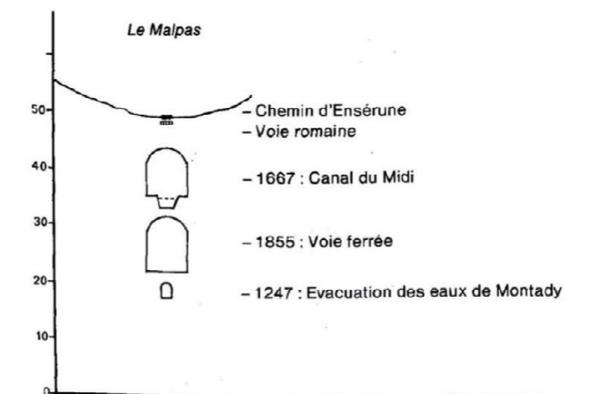 Le Malpas
50-
– Chemin d'Ensérune
– Voie romaine
40-
– 1667 : Canal du Midi
30-
– 1855 : Voie ferrée
20-
– 1247 : Evacuation des eaux de Montady
10-
0